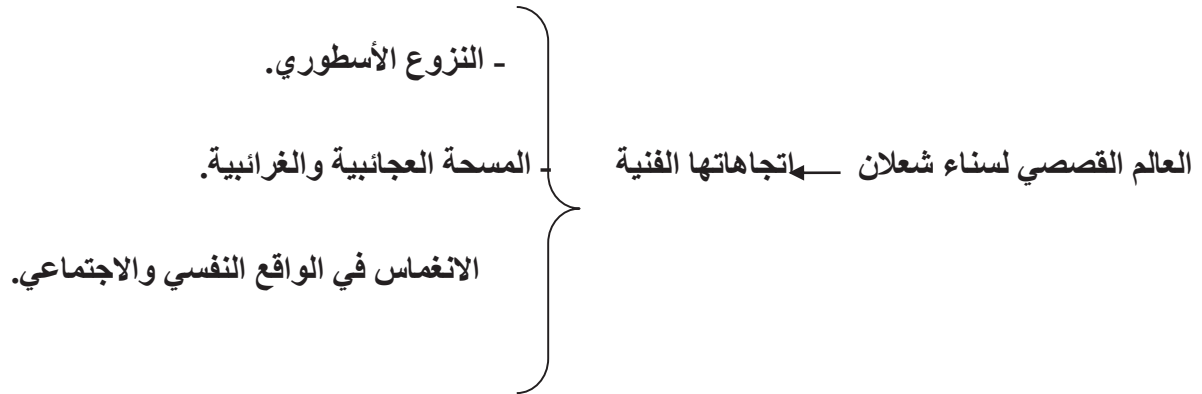 - النزوع الأسطوري.
العالم القصصي لسناء شعلان اتجاهاتها الفنية - المسحة العجائبية والغرائبية.
الانغماس في الواقع النفسي والاجتماعي.